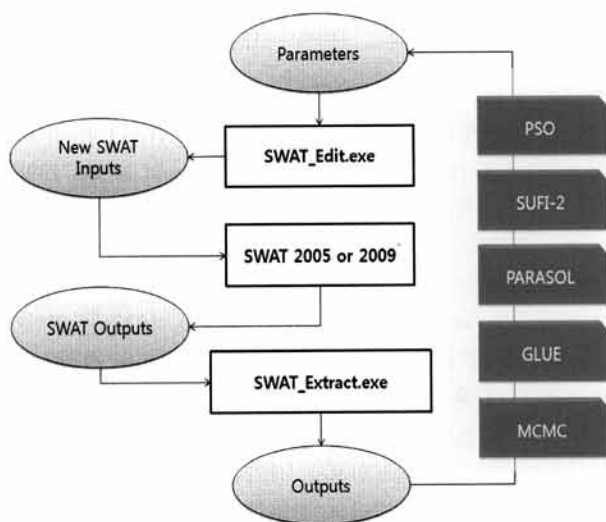 Parameters
PSO
New SWAT
Inputs
SWAT_Edit.exe
SUFI-2
SWAT 2005 or 2009
PARASOL
SWAT Outputs
GLUE
SWAT_Extract.exe
MCMC
Outputs